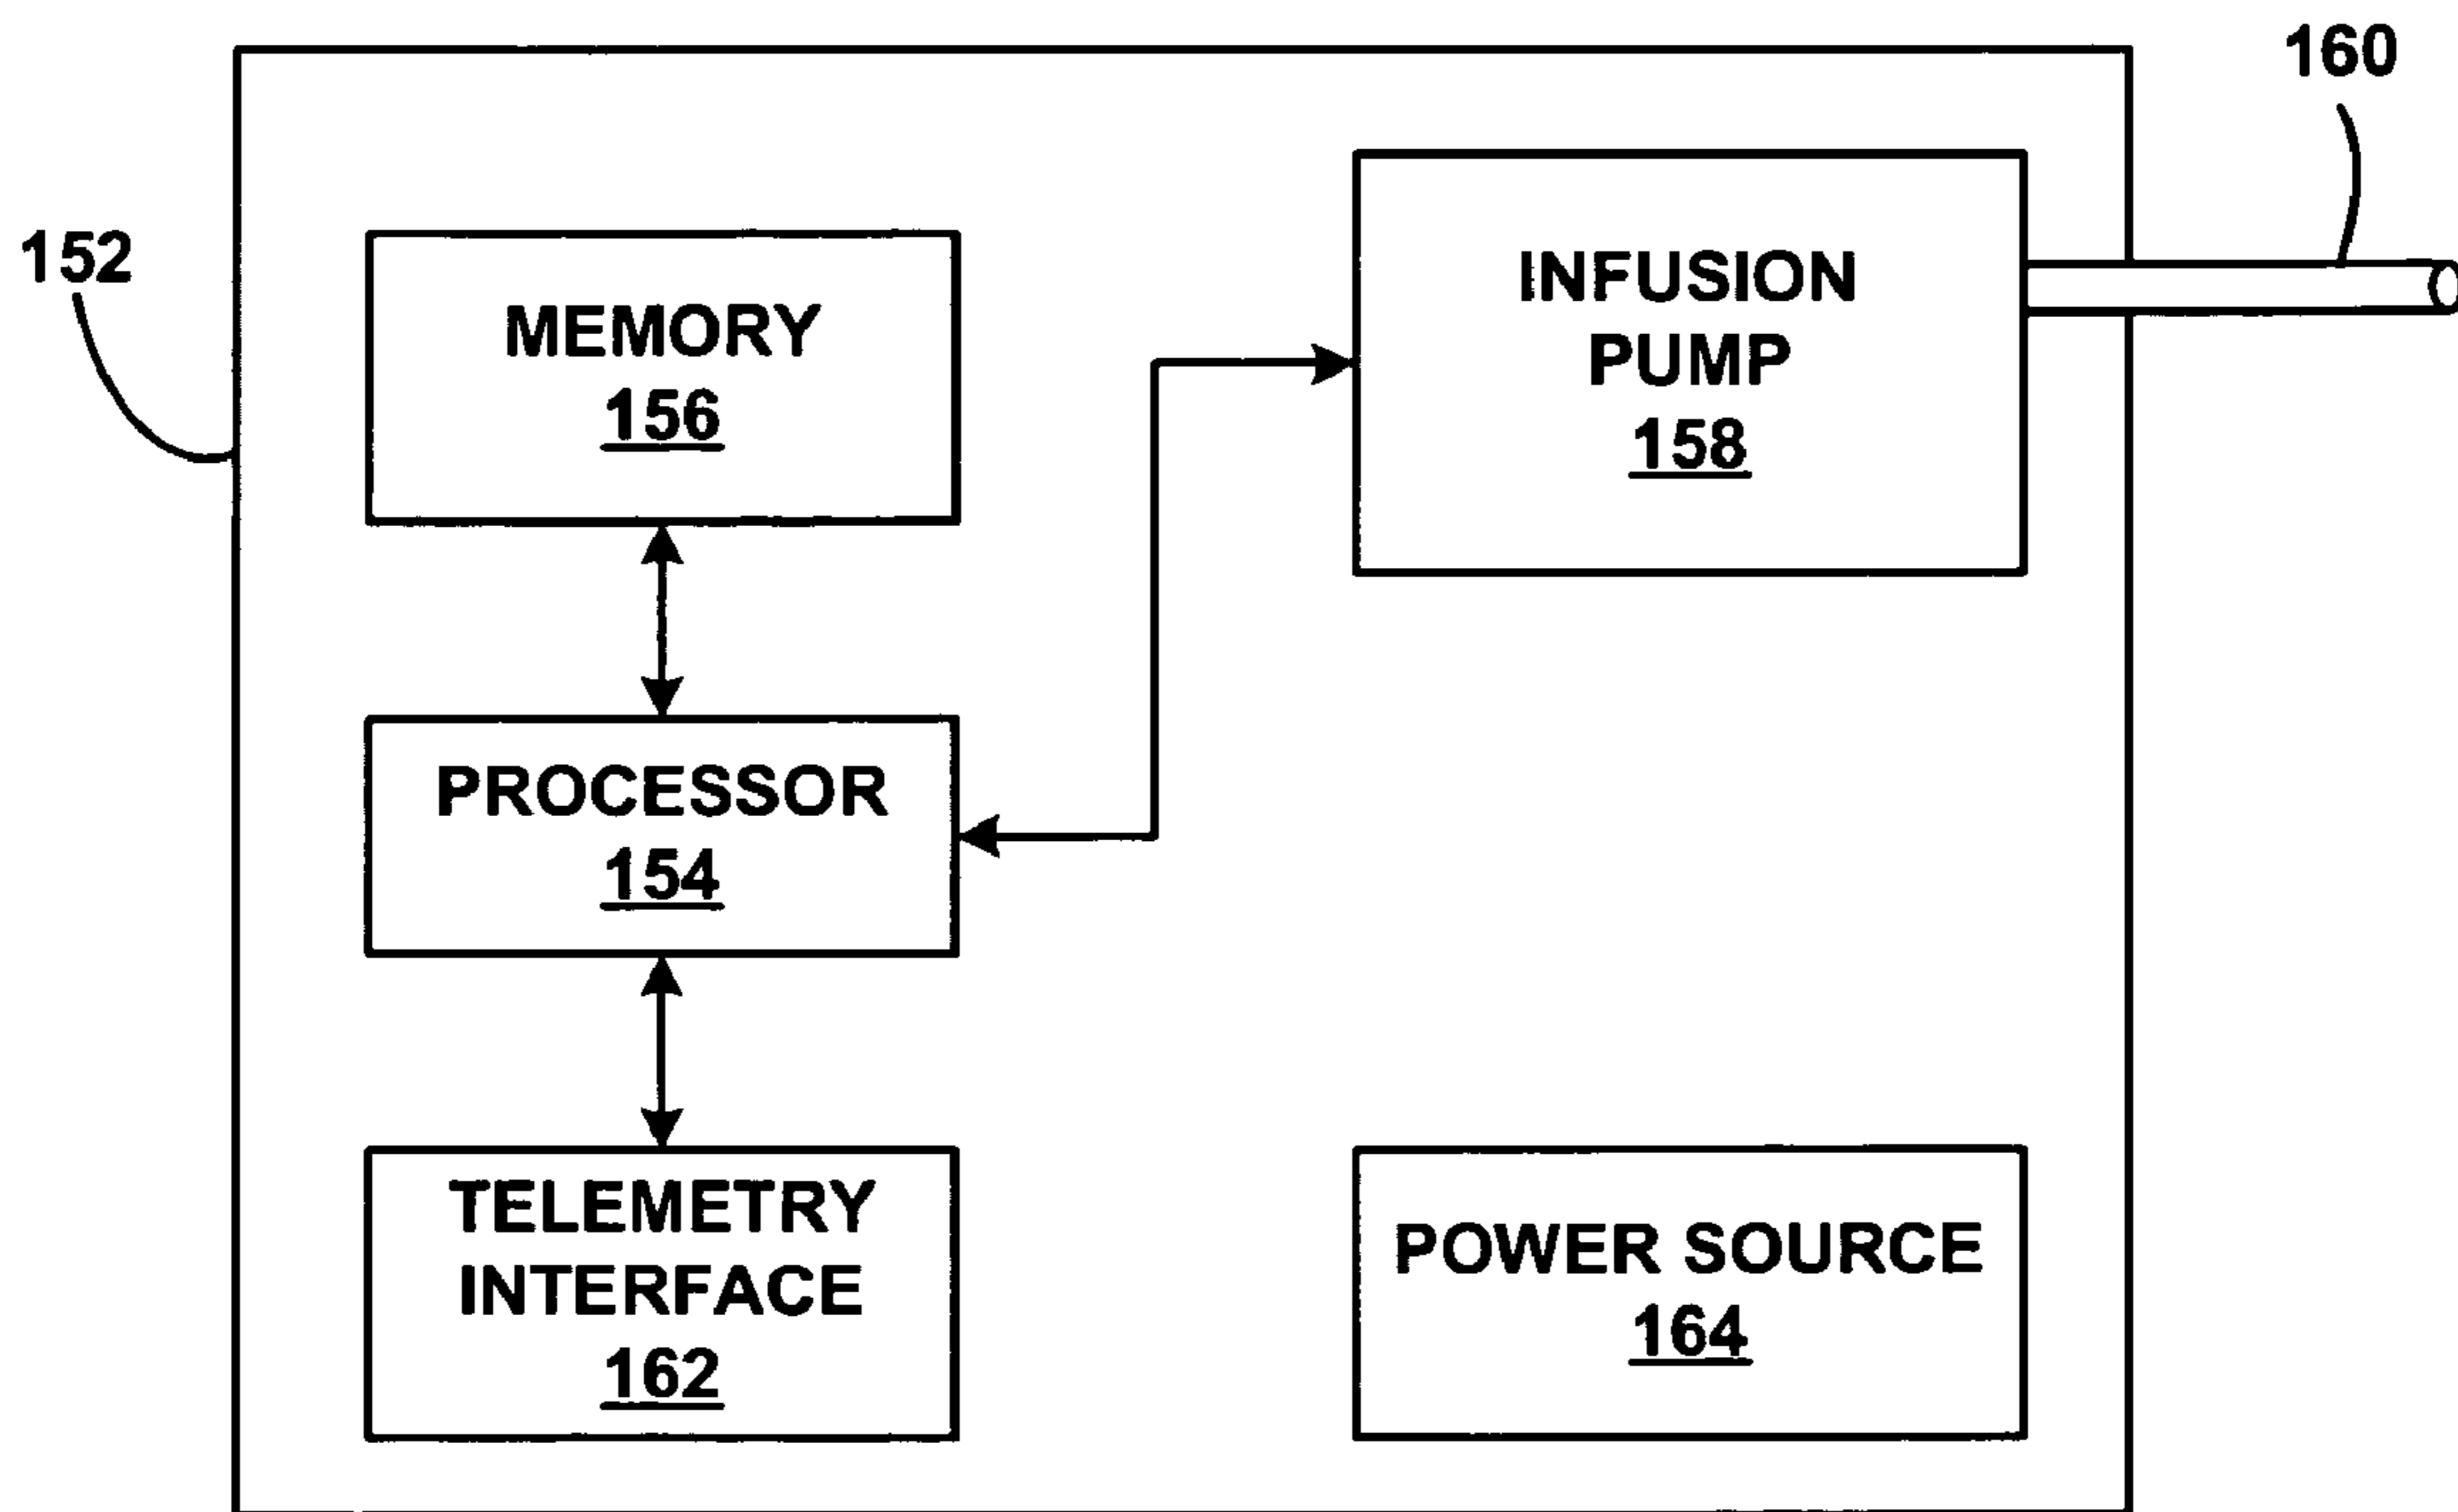 160
152
MEMORY
156
INFUSION
PUMP
158
PROCESSOR
154
TELEMETRY
INTERFACE
162
POWER SOURCE
164